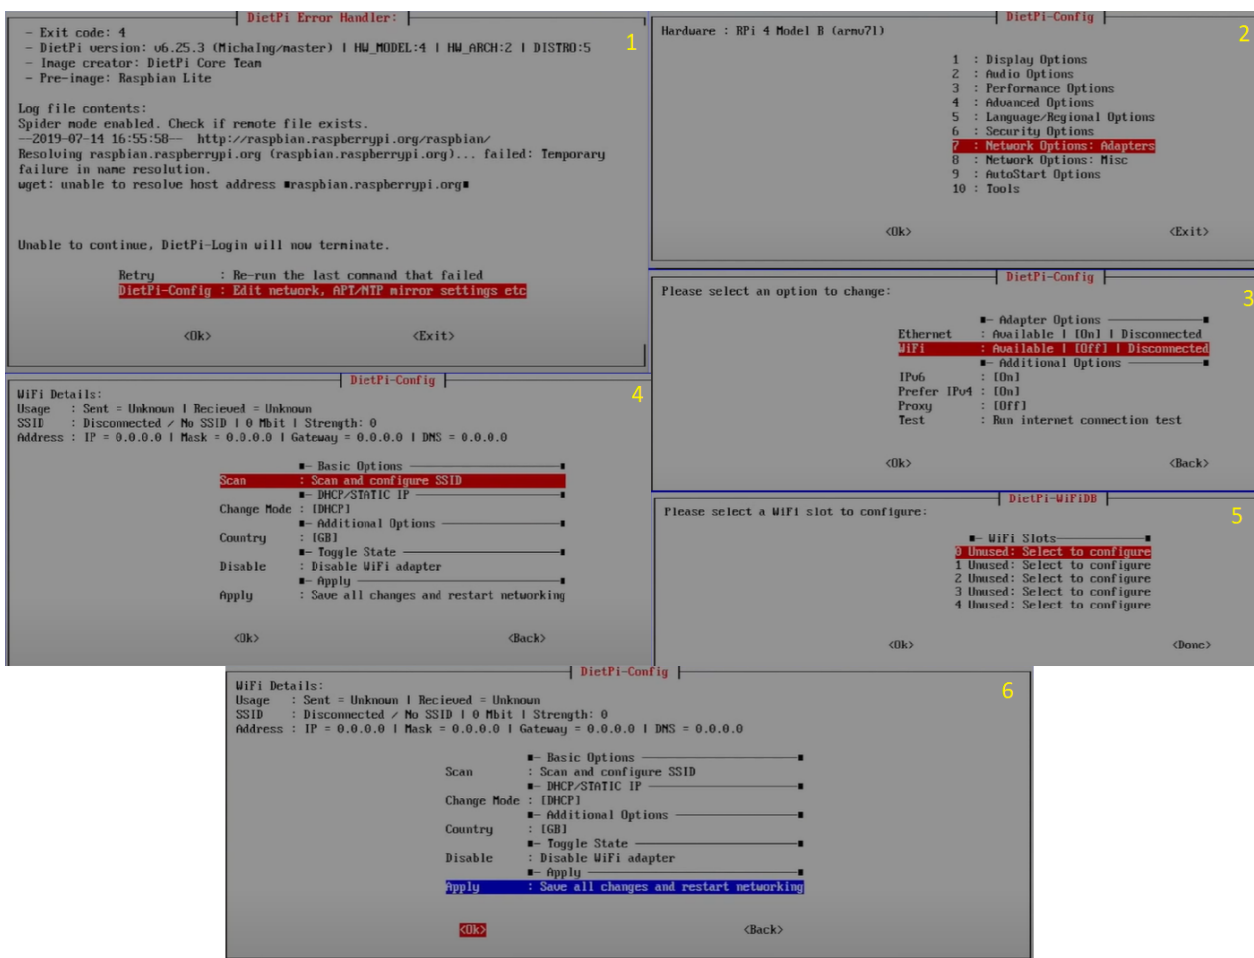 DietPi Error Handler:
1
- Exit code: 4
- DietPi version: v6.25.3 (MichaIng/master) | HW_MODEL:4 | HW_ARCH:2 | DISTRO:5
- Image creator: DietPi Core Team
- Pre-image: Raspbian Lite
Log file contents:
Spider mode enabled. Check if remote file exists.
--2019-07-14 16:55:58-- http://raspbian.raspberrypi.org/raspbian/
Resolving raspbian.raspberrypi.org (raspbian.raspberrypi.org)... failed: Temporary
failure in name resolution.
wget: unable to resolve host address ■raspbian.raspberrypi.org■
Unable to continue, DietPi-Login will now terminate.
Retry : Re-run the last command that failed
DietPi-Config : Edit network, APT/NTP mirror settings etc
<Ok> <Exit>
DietPi-Config
2
Hardware : RPi 4 Model B (armv7l)
1 : Display Options
2 : Audio Options
3 : Performance Options
4 : Advanced Options
5 : Language/Regional Options
6 : Security Options
7 : Network Options: Adapters
8 : Network Options: Misc
9 : AutoStart Options
10 : Tools
<Ok> <Exit>
DietPi-Config
3
Please select an option to change:
■- Adapter Options ■
Ethernet : Available | [On] | Disconnected
WiFi : Available | [Off] | Disconnected
■- Additional Options ■
IPv6 : [On]
Prefer IPv4 : [On]
Proxy : [Off]
Test : Run internet connection test
<Ok> <Back>
DietPi-Config
4
WiFi Details:
Usage : Sent = Unknown | Recieved = Unknown
SSID : Disconnected / No SSID | 0 Mbit | Strength: 0
Address : IP = 0.0.0.0 | Mask = 0.0.0.0 | Gateway = 0.0.0.0 | DNS = 0.0.0.0
■- Basic Options ■
Scan : Scan and configure SSID
■- DHCP/STATIC IP ■
Change Mode : [DHCP]
■- Additional Options ■
Country : [GB]
■- Toggle State ■
Disable : Disable WiFi adapter
■- Apply ■
Apply : Save all changes and restart networking
<Ok> <Back>
DietPi-WiFiDB
5
Please select a WiFi slot to configure:
■- WiFi Slots ■
0 Unused: Select to configure
1 Unused: Select to configure
2 Unused: Select to configure
3 Unused: Select to configure
4 Unused: Select to configure
<Ok> <Done>
DietPi-Config
6
WiFi Details:
Usage : Sent = Unknown | Recieved = Unknown
SSID : Disconnected / No SSID | 0 Mbit | Strength: 0
Address : IP = 0.0.0.0 | Mask = 0.0.0.0 | Gateway = 0.0.0.0 | DNS = 0.0.0.0
■- Basic Options ■
Scan : Scan and configure SSID
■- DHCP/STATIC IP ■
Change Mode : [DHCP]
■- Additional Options ■
Country : [GB]
■- Toggle State ■
Disable : Disable WiFi adapter
■- Apply ■
Apply : Save all changes and restart networking
<Ok> <Back>